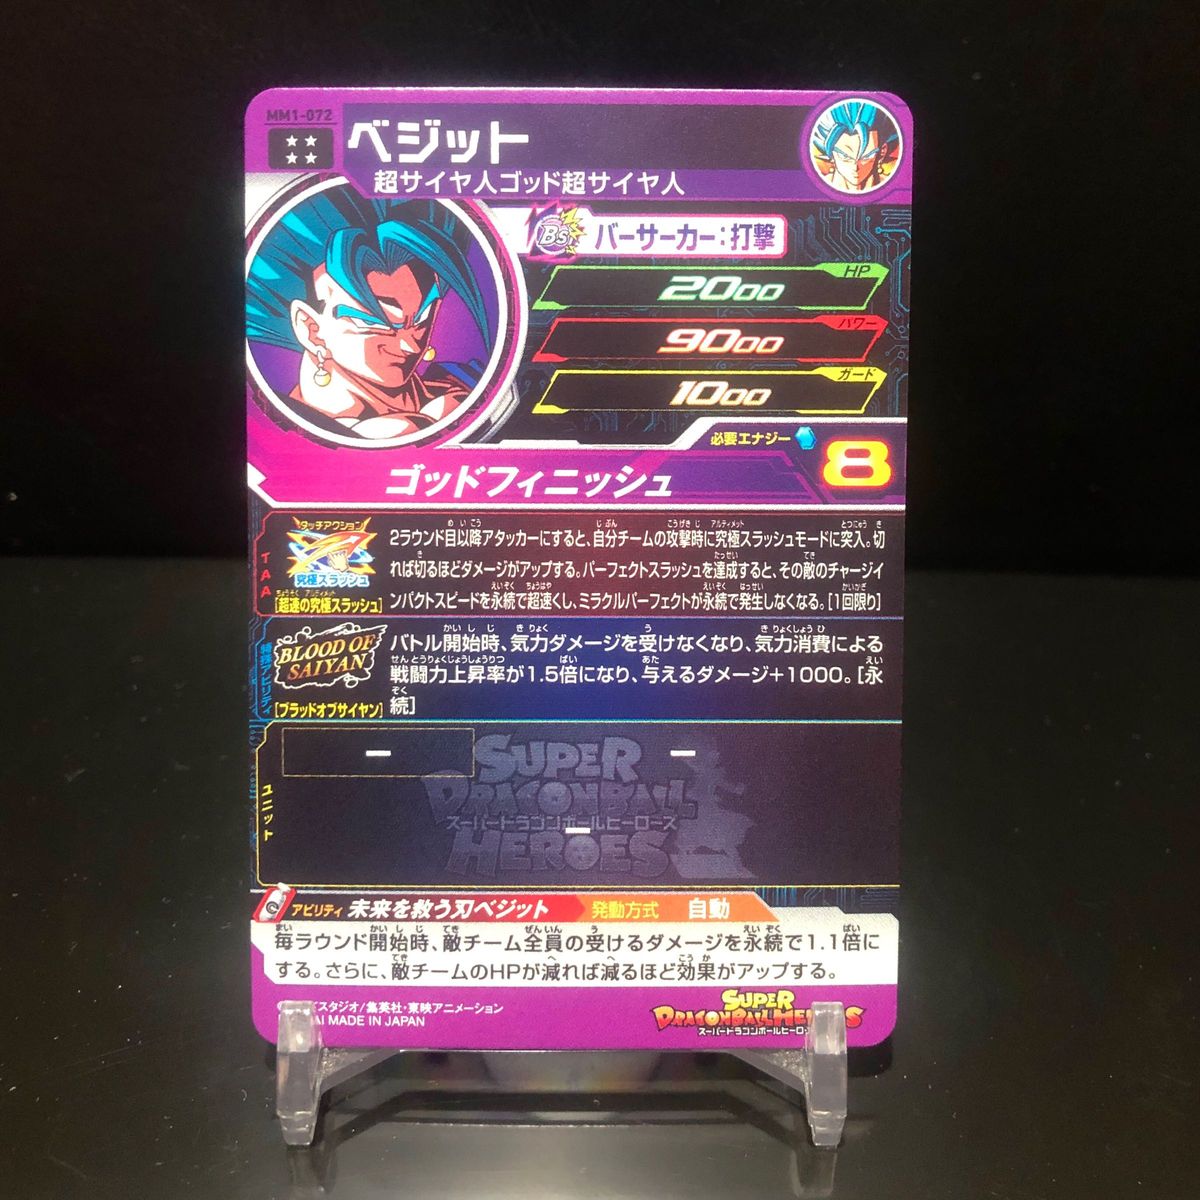 MM1-072
ベジット
超サイヤ人ゴッド超サイヤ人
Bs バーサーカー:打撃
HP
2000
パワー
9000
ガード
1000
必要エナジー
8
ゴッドフィニッシュ
TAA
タッチアクション
究極スラッシュ
[超速の究極スラッシュ]
2ラウンド目以降アタッカーにすると、自分チームの攻撃時に究極スラッシュモードに突入。切
れば切るほどダメージがアップする。パーフェクトスラッシュを達成すると、その敵のチャージイ
ンパクトスピードを永続で超速くし、ミラクルパーフェクトが永続で発生しなくなる。[1回限り]
特殊アビリティ
BLOOD OF
SAIYAN
[ブラッドオブサイヤン]
バトル開始時、気力ダメージを受けなくなり、気力消費による
戦闘力上昇率が1.5倍になり、与えるダメージ+1000。[永
続]
ユニット
ー
ー
ー
SUPER
DRAGONBALL
スーパードラゴンボールヒーローズ
HEROES
アビリティ 未来を救う刃ベジット 発動方式 自動
毎ラウンド開始時、敵チーム全員の受けるダメージを永続で1.1倍に
する。さらに、敵チームのHPが減れば減るほど効果がアップする。
スタジオ/集英社・東映アニメーション
MADE IN JAPAN
SUPER
DRAGONBALL HEROES
スーパードラゴンボールヒーローズ